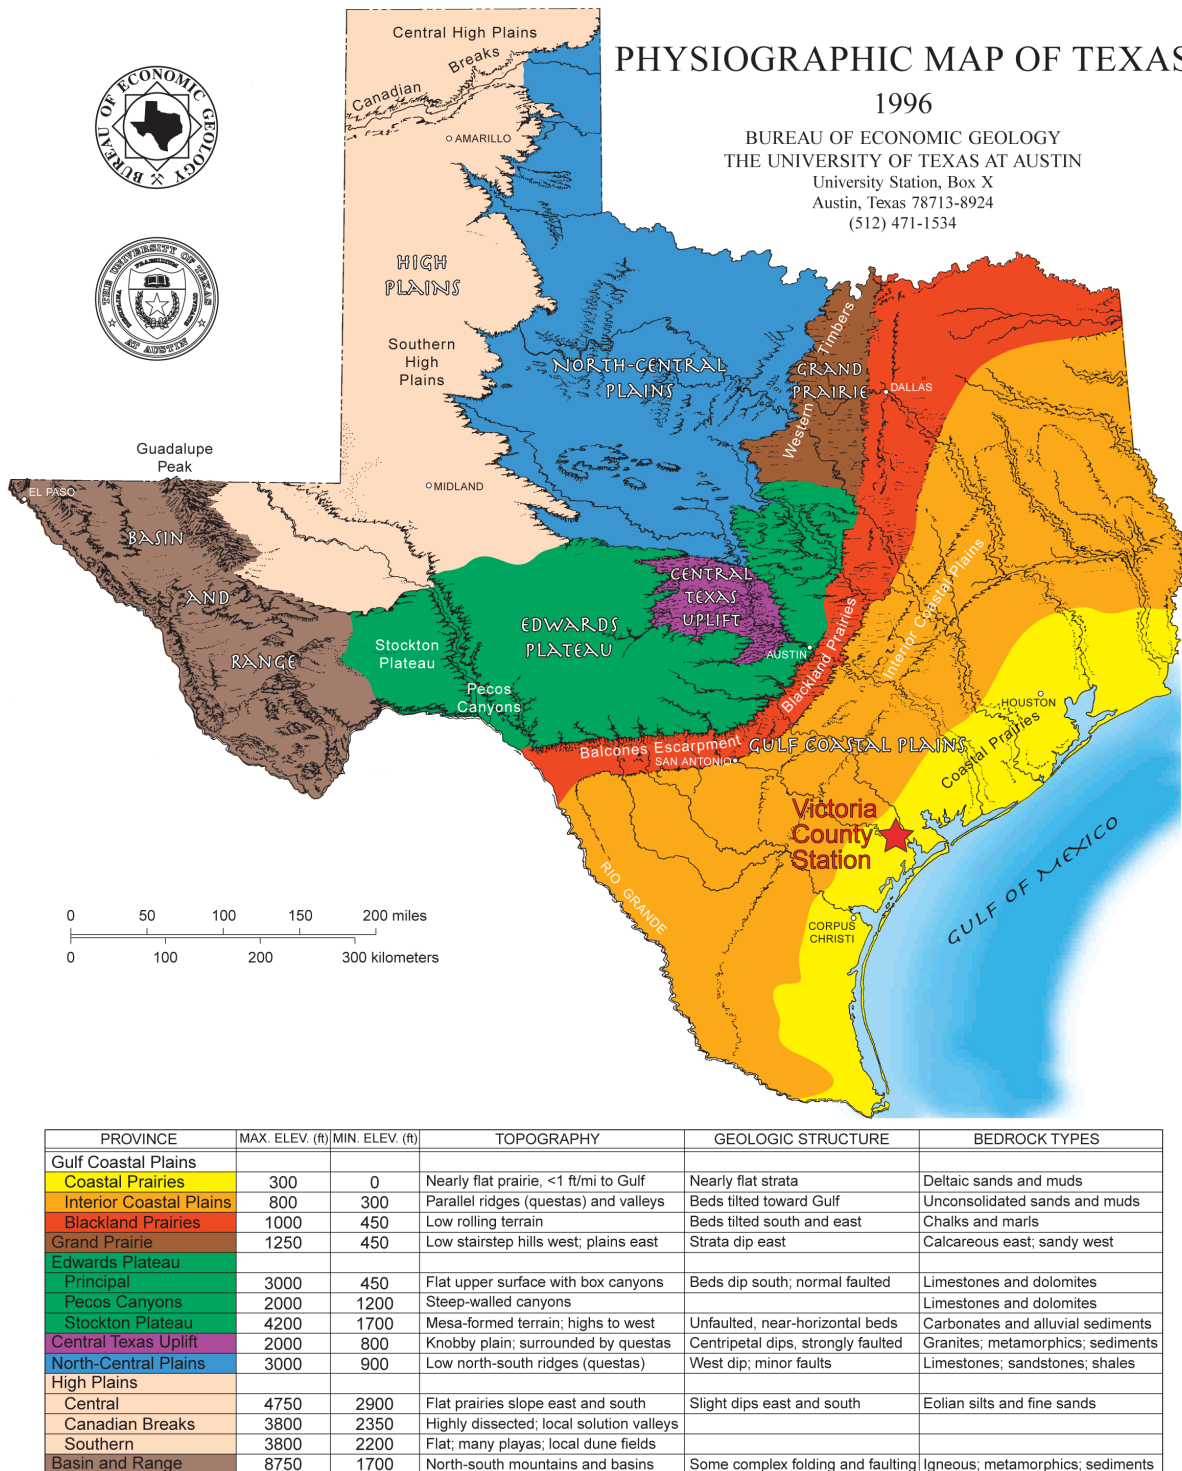 PHYSIOGRAPHIC MAP OF TEXAS
1996
BUREAU OF ECONOMIC GEOLOGY
THE UNIVERSITY OF TEXAS AT AUSTIN
University Station, Box X
Austin, Texas 78713-8924
(512) 471-1534
BUREAU OF ECONOMIC GEOLOGY
THE UNIVERSITY OF TEXAS
AT AUSTIN
Central High Plains
Canadian Breaks
AMARILLO
HIGH
PLAINS
Southern
High
Plains
NORTH-CENTRAL
PLAINS
Western Timbers
GRAND
PRAIRIE
DALLAS
Guadalupe
Peak
EL PASO
MIDLAND
BASIN
AND
RANGE
Stockton
Plateau
Pecos
Canyons
EDWARDS
PLATEAU
CENTRAL
TEXAS
UPLIFT
AUSTIN
Blackland Prairies
Interior Coastal Plains
Balcones Escarpment
SAN ANTONIO
GULF COASTAL PLAINS
HOUSTON
Coastal Prairies
Victoria
County
Station
RIO GRANDE
CORPUS
CHRISTI
GULF OF MEXICO
0 50 100 150 200 miles
0 100 200 300 kilometers
PROVINCE MAX. ELEV. (ft) MIN. ELEV. (ft) TOPOGRAPHY GEOLOGIC STRUCTURE BEDROCK TYPES
Gulf Coastal Plains
Coastal Prairies 300 0 Nearly flat prairie, <1 ft/mi to Gulf Nearly flat strata Deltaic sands and muds
Interior Coastal Plains 800 300 Parallel ridges (questas) and valleys Beds tilted toward Gulf Unconsolidated sands and muds
Blackland Prairies 1000 450 Low rolling terrain Beds tilted south and east Chalks and marls
Grand Prairie 1250 450 Low stairstep hills west; plains east Strata dip east Calcareous east; sandy west
Edwards Plateau
Principal 3000 450 Flat upper surface with box canyons Beds dip south; normal faulted Limestones and dolomites
Pecos Canyons 2000 1200 Steep-walled canyons Limestones and dolomites
Stockton Plateau 4200 1700 Mesa-formed terrain; highs to west Unfaulted, near-horizontal beds Carbonates and alluvial sediments
Central Texas Uplift 2000 800 Knobby plain; surrounded by questas Centripetal dips, strongly faulted Granites; metamorphics; sediments
North-Central Plains 3000 900 Low north-south ridges (questas) West dip; minor faults Limestones; sandstones; shales
High Plains
Central 4750 2900 Flat prairies slope east and south Slight dips east and south Eolian silts and fine sands
Canadian Breaks 3800 2350 Highly dissected; local solution valleys
Southern 3800 2200 Flat; many playas; local dune fields
Basin and Range 8750 1700 North-south mountains and basins Some complex folding and faulting Igneous; metamorphics; sediments